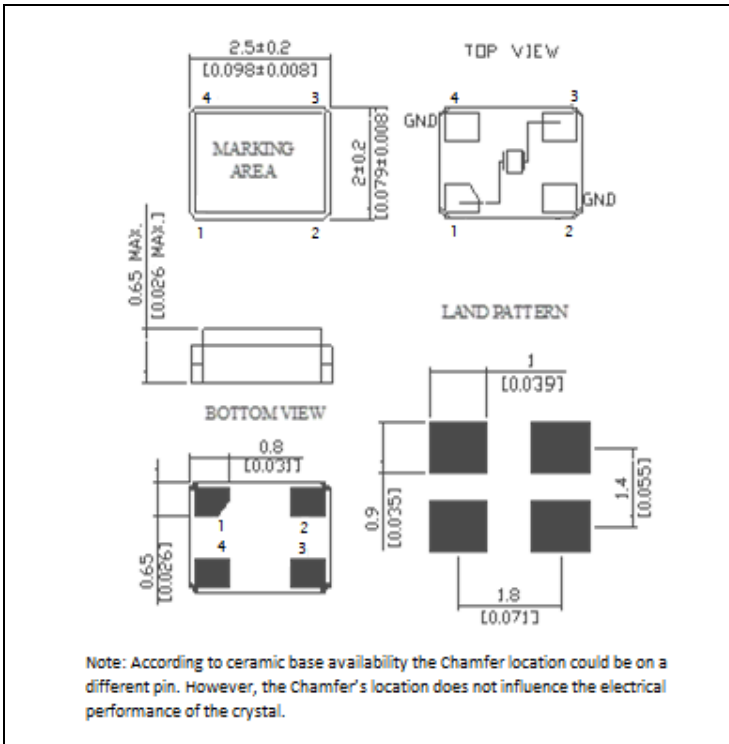 2.5±0.2
[0.098±0.008]
TOP VIEW
4 3
MARKING
AREA
1 2
2±0.2
[0.079±0.008]
4 3
GND
GND
1 2
0.65 MAX.
[0.026 MAX.]
LAND PATTERN
1
[0.039]
BOTTOM VIEW
0.8
[0.031]
1 2
4 3
0.65
[0.026]
0.9
[0.035]
1.4
[0.055]
1.8
[0.071]
Note: According to ceramic base availability the Chamfer location could be on a
different pin. However, the Chamfer's location does not influence the electrical
performance of the crystal.